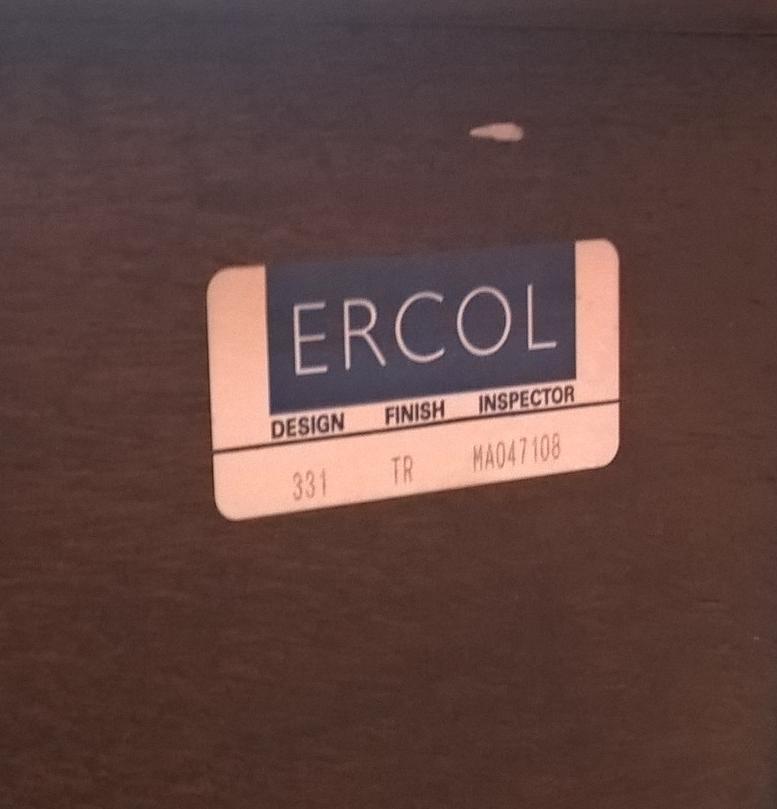 ERCOL
DESIGN FINISH INSPECTOR
331 TR MA047108